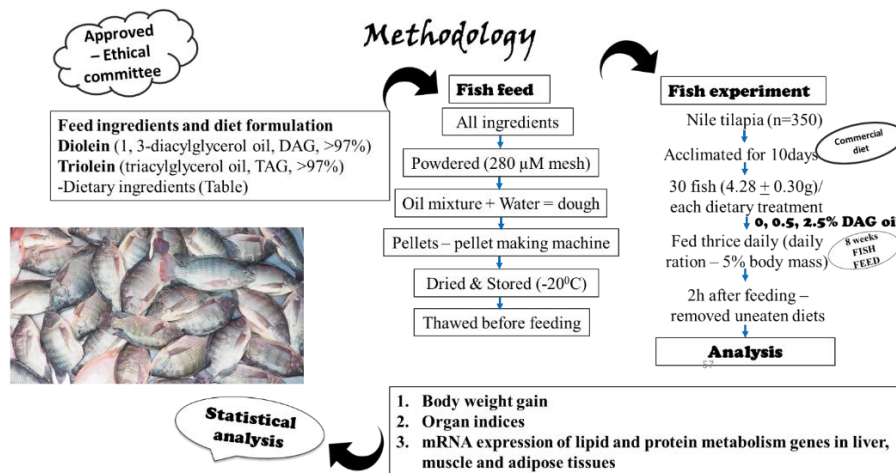 Approved
– Ethical
committee
Methodology
Feed ingredients and diet formulation
Diolein (1, 3-diacylglycerol oil, DAG, >97%)
Triolein (triacylglycerol oil, TAG, >97%)
-Dietary ingredients (Table)
Fish feed
All ingredients
Powdered (280 µM mesh)
Oil mixture + Water = dough
Pellets – pellet making machine
Dried & Stored (-20⁰C)
Thawed before feeding
Fish experiment
Nile tilapia (n=350)
Acclimated for 10days
Commercial
diet
30 fish (4.28 ± 0.30g)/
each dietary treatment
0, 0.5, 2.5% DAG oi
Fed thrice daily (daily
ration – 5% body mass)
8 weeks
FISH
FEED
2h after feeding –
removed uneaten diets
Analysis
57
1. Body weight gain
2. Organ indices
3. mRNA expression of lipid and protein metabolism genes in liver,
muscle and adipose tissues
Statistical
analysis